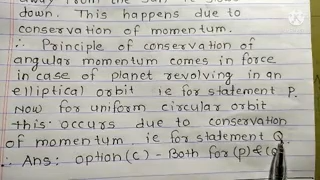 down. This happens due to
conservation of momentum.
∴ Principle of conservation of
angular momentum comes in force
in case of planet revolving in an
elliptical orbit ie for statement P.
Now for uniform circular orbit
this occurs due to conservation
of momentum. ie for statement Q
∴ Ans: option (C) - Both for (P) & (Q